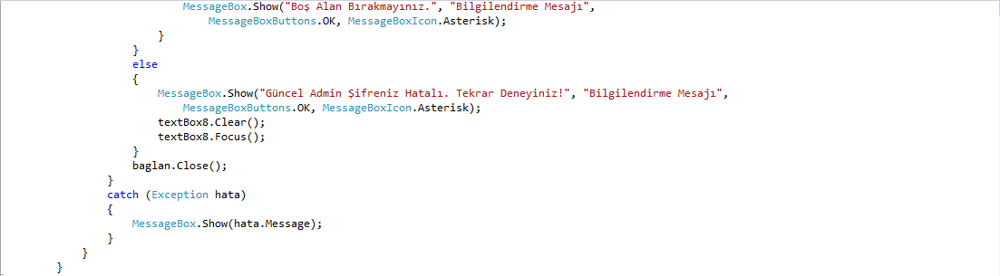 MessageBox.Show("Boş Alan Bırakmayınız.", "Bilgilendirme Mesajı",
MessageBoxButtons.OK, MessageBoxIcon.Asterisk);
}
}
else
{
MessageBox.Show("Güncel Admin Şifreniz Hatalı. Tekrar Deneyiniz!", "Bilgilendirme Mesajı",
MessageBoxButtons.OK, MessageBoxIcon.Asterisk);
textBox8.Clear();
textBox8.Focus();
}
baglan.Close();
}
catch (Exception hata)
{
MessageBox.Show(hata.Message);
}
}
}